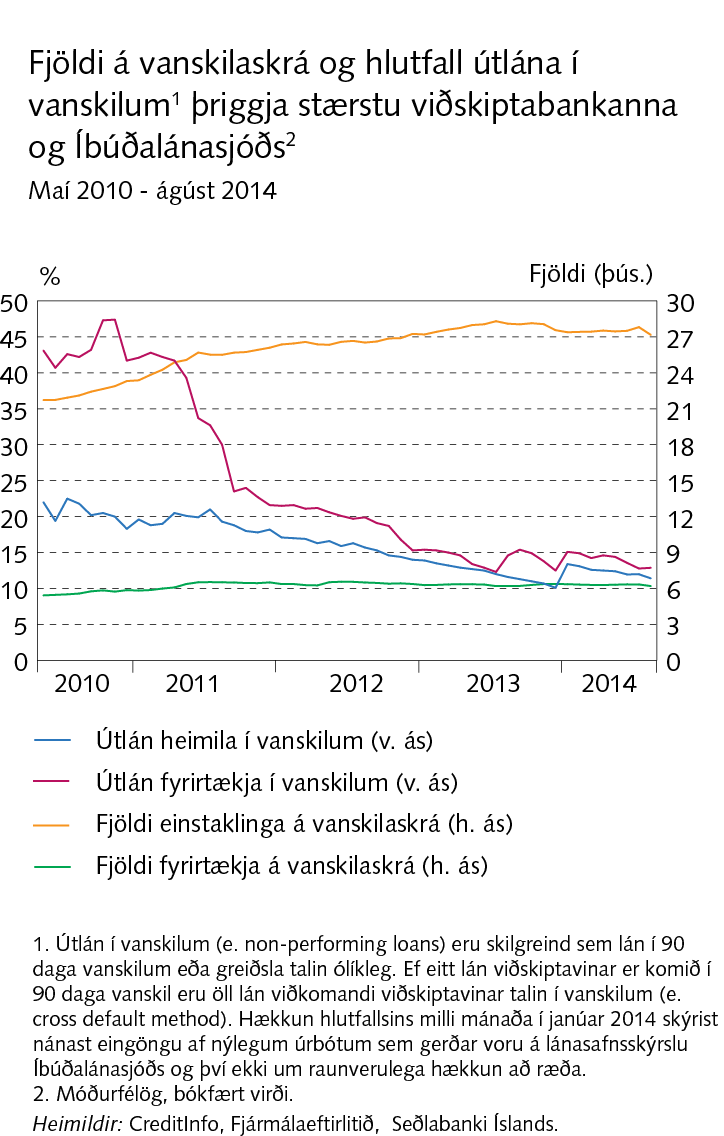 Fjöldi á vanskilaskrá og hlutfall útlána í
vanskilum¹ þriggja stærstu viðskiptabankanna
og Íbúðalánasjóðs²
Maí 2010 - ágúst 2014
% Fjöldi (þús.)
50 30
45 27
40 24
35 21
30 18
25 15
20 12
15 9
10 6
5 3
0 0
2010 2011 2012 2013 2014
Útlán heimila í vanskilum (v. ás)
Útlán fyrirtækja í vanskilum (v. ás)
Fjöldi einstaklinga á vanskilaskrá (h. ás)
Fjöldi fyrirtækja á vanskilaskrá (h. ás)
1. Útlán í vanskilum (e. non-performing loans) eru skilgreind sem lán í 90
daga vanskilum eða greiðsla talin ólíkleg. Ef eitt lán viðskiptavinar er komið í
90 daga vanskil eru öll lán viðkomandi viðskiptavinar talin í vanskilum (e.
cross default method). Hækkun hlutfallsins milli mánaða í janúar 2014 skýrist
nánast eingöngu af nýlegum úrbótum sem gerðar voru á lánasafnsskýrslu
Íbúðalánasjóðs og því ekki um raunverulega hækkun að ræða.
2. Móðurfélög, bókfært virði.
Heimildir: CreditInfo, Fjármálaeftirlitið, Seðlabanki Íslands.